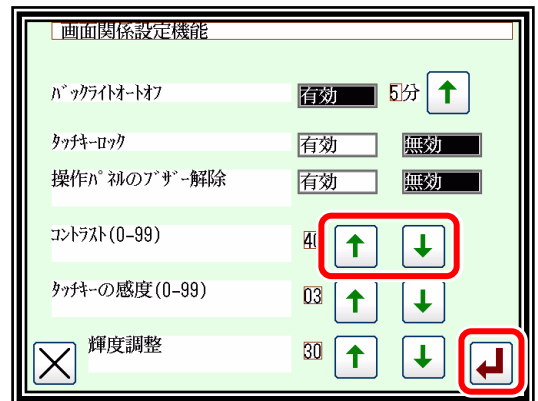 画面関係設定機能
バックライトオートオフ 有効 5分
タッチキーロック 有効 無効
操作パネルのブザー解除 有効 無効
コントラスト(0-99)
タッチキーの感度(0-99) 03
輝度調整 30